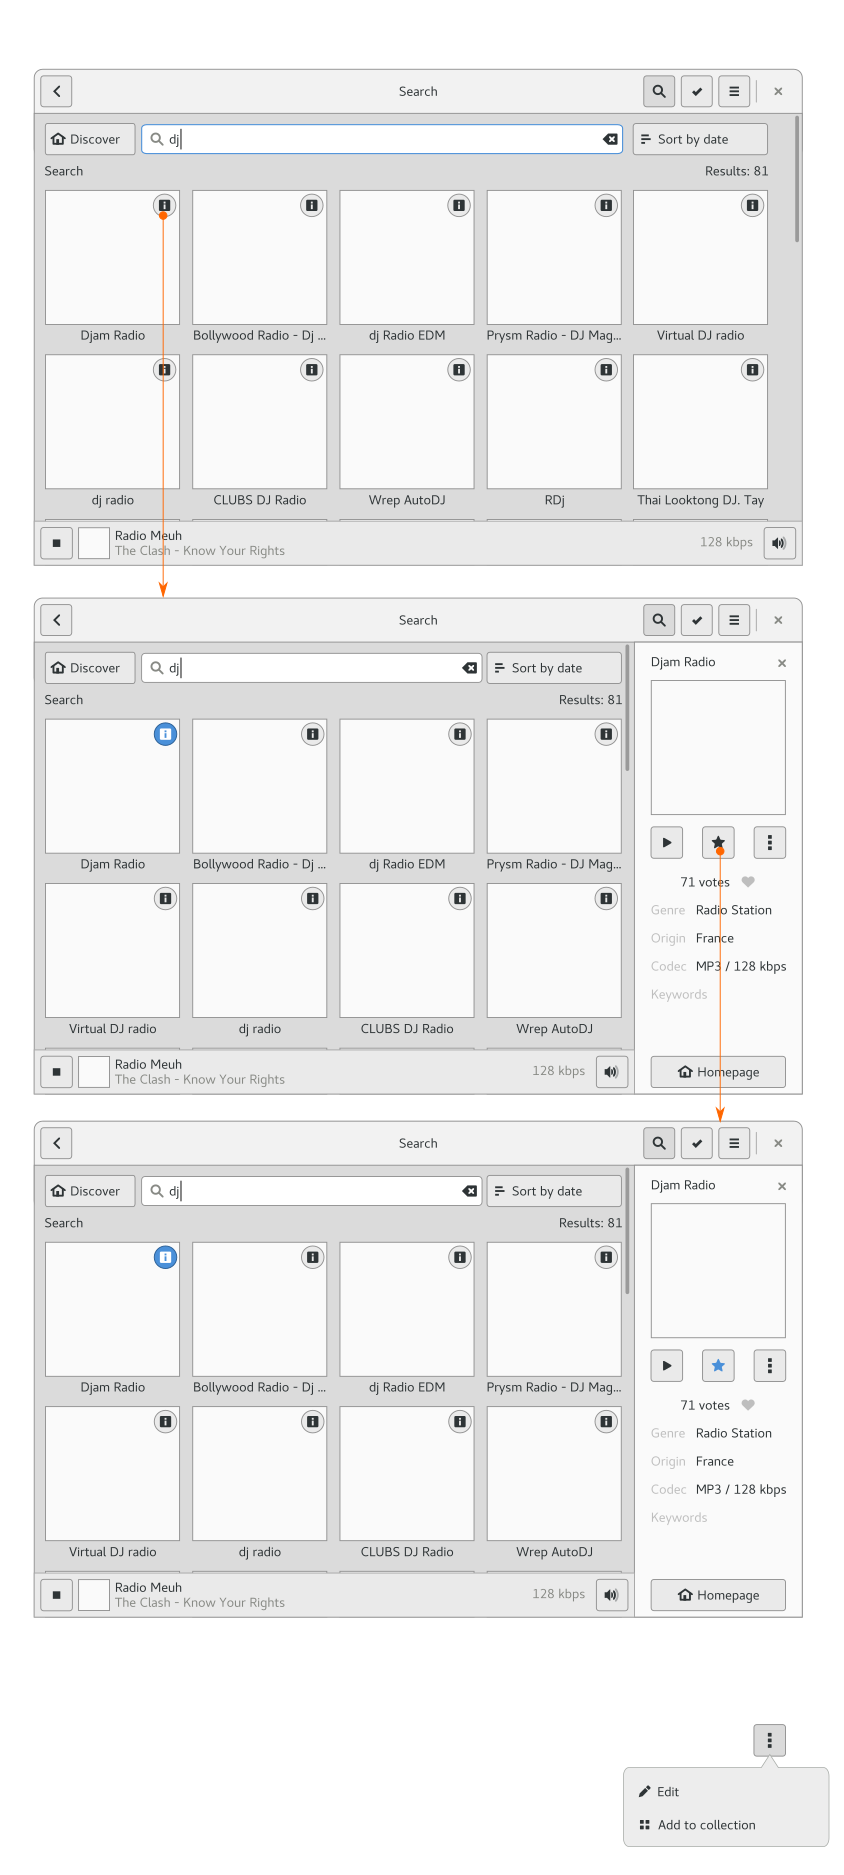 Search
Discover
dj
Sort by date
Search
Results: 81
Djam Radio
Bollywood Radio - Dj ...
dj Radio EDM
Prysm Radio - DJ Mag...
Virtual DJ radio
dj radio
CLUBS DJ Radio
Wrep AutoDJ
RDj
Thai Looktong DJ. Tay
Radio Meuh
The Clash - Know Your Rights
128 kbps
Search
Discover
dj
Sort by date
Search
Results: 81
Djam Radio
Bollywood Radio - Dj ...
dj Radio EDM
Prysm Radio - DJ Mag...
Virtual DJ radio
dj radio
CLUBS DJ Radio
Wrep AutoDJ
Radio Meuh
The Clash - Know Your Rights
128 kbps
Djam Radio
71 votes
Genre Radio Station
Origin France
Codec MP3 / 128 kbps
Keywords
Homepage
Search
Discover
dj
Sort by date
Search
Results: 81
Djam Radio
Bollywood Radio - Dj ...
dj Radio EDM
Prysm Radio - DJ Mag...
Virtual DJ radio
dj radio
CLUBS DJ Radio
Wrep AutoDJ
Radio Meuh
The Clash - Know Your Rights
128 kbps
Djam Radio
71 votes
Genre Radio Station
Origin France
Codec MP3 / 128 kbps
Keywords
Homepage
Edit
Add to collection